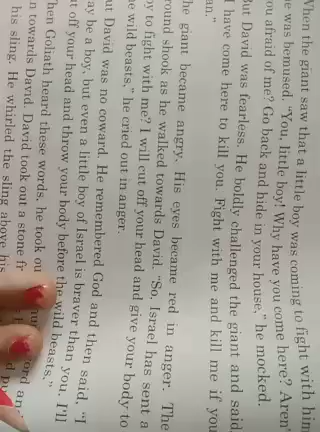 When the giant saw that a little boy was coming to fight with him
he was bemused. "You, little boy! Why have you come here? Aren't
you afraid of me? Go back and hide in your house," he mocked.
But David was fearless. He boldly challenged the giant and said
I have come here to kill you. Fight with me and kill me if you
an."
he giant became angry. His eyes became red in anger. The
round shook as he walked towards David. "So, Israel has sent a
oy to fight with me? I will cut off your head and give your body to
he wild beasts," he cried out in anger.
ut David was no coward. He remembered God and then said, "I
ay be a boy, but even a little boy of Israel is braver than you. I'll
ut off your head and throw your body before the wild beasts."
hen Goliath heard these words, he took ou
n towards David. David took out a stone fr
his sling. He whirled the sling above his